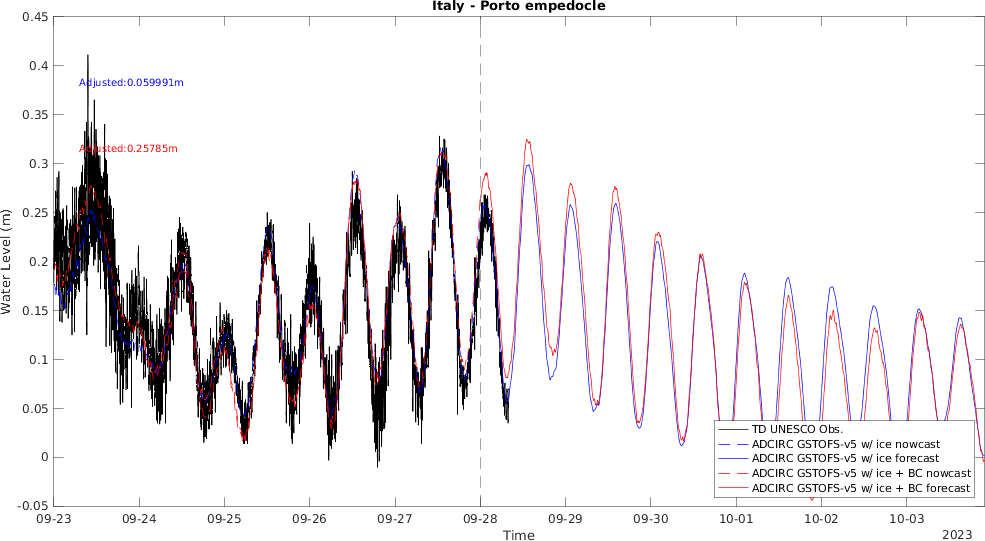 Italy - Porto empedocle
0.45
0.4
0.35
0.3
0.25
0.2
0.15
0.1
0.05
0
-0.05
Water Level (m)
Adjusted:0.059991m
Adjusted:0.25785m
TD UNESCO Obs.
ADCIRC GSTOFS-v5 w/ ice nowcast
ADCIRC GSTOFS-v5 w/ ice forecast
ADCIRC GSTOFS-v5 w/ ice + BC nowcast
ADCIRC GSTOFS-v5 w/ ice + BC forecast
09-23 09-24 09-25 09-26 09-27 09-28 09-29 09-30 10-01 10-02 10-03
Time
2023